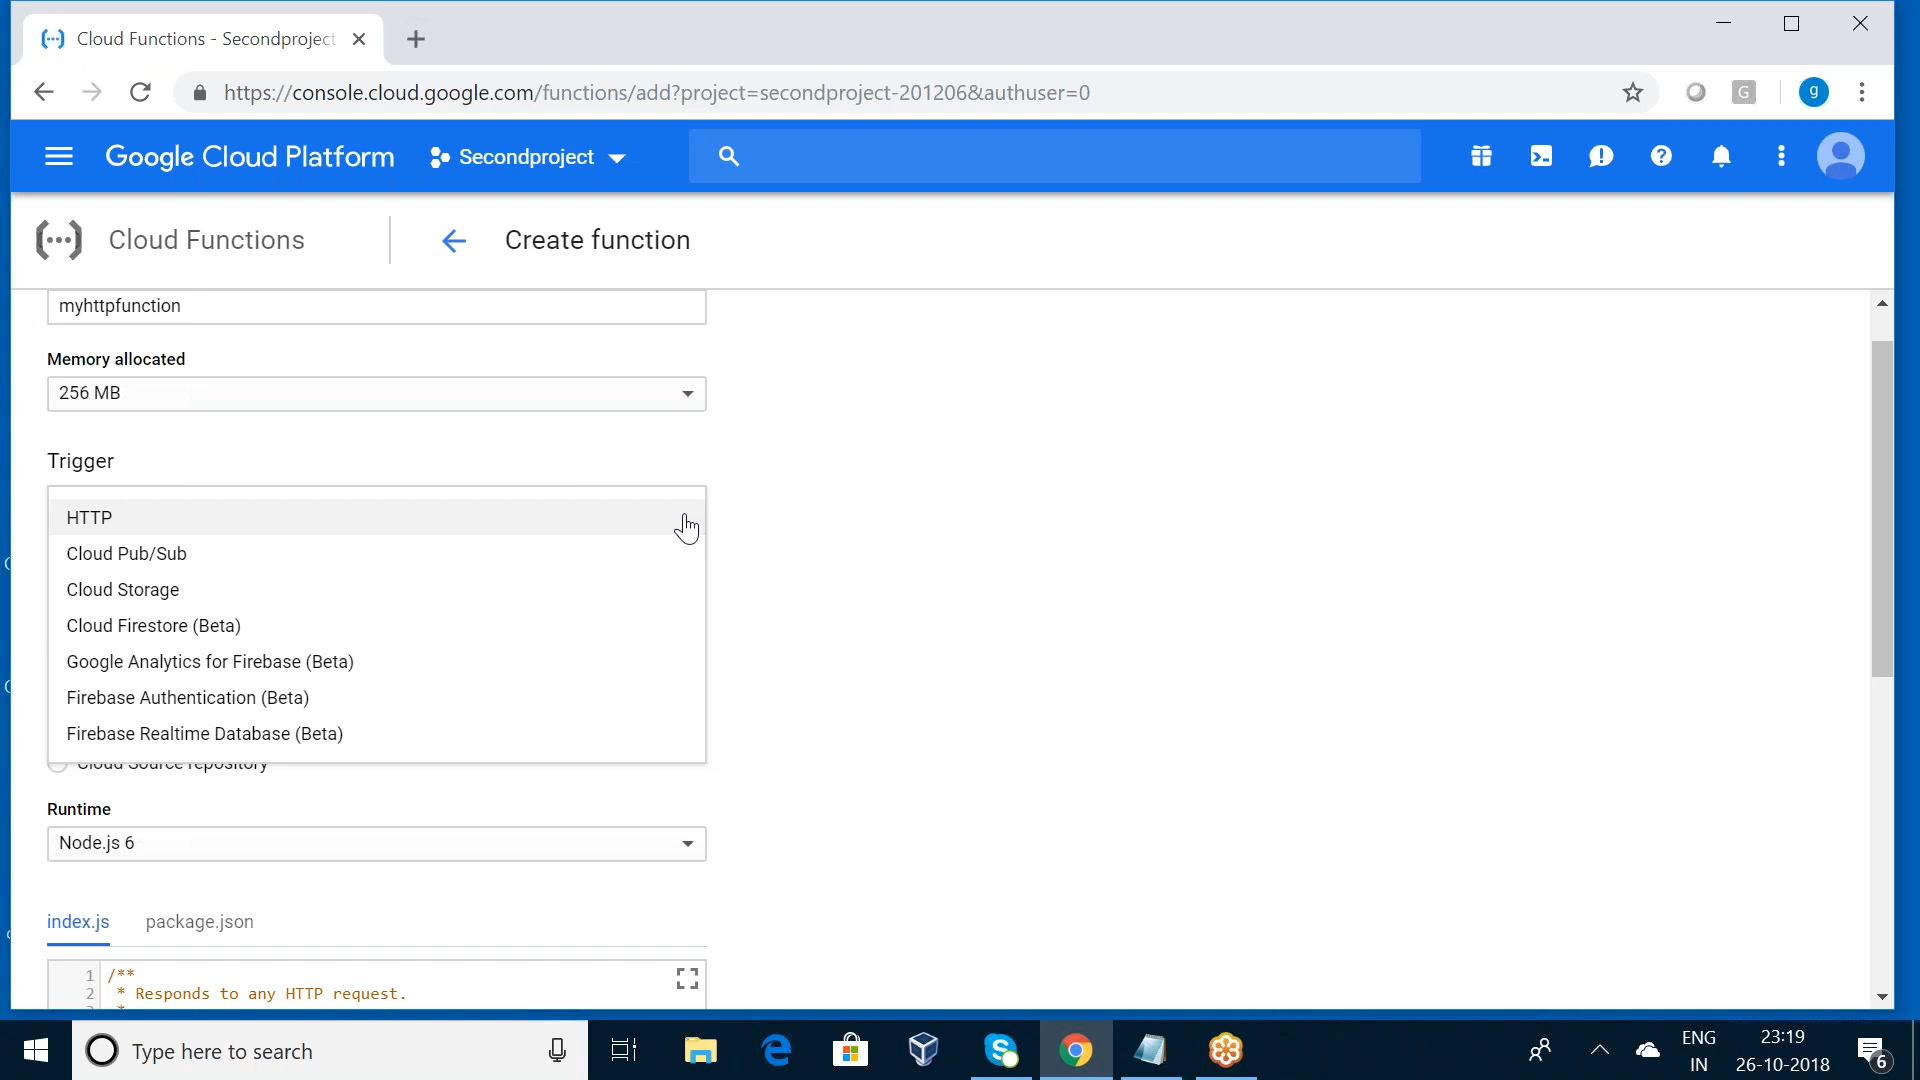 Cloud Functions - Secondproject
https://console.cloud.google.com/functions/add?project=secondproject-201206&authuser=0
G
g
Google Cloud Platform
Secondproject
Cloud Functions
Create function
myhttpfunction
Memory allocated
256 MB
Trigger
HTTP
Cloud Pub/Sub
Cloud Storage
Cloud Firestore (Beta)
Google Analytics for Firebase (Beta)
Firebase Authentication (Beta)
Firebase Realtime Database (Beta)
Cloud Source repository
Runtime
Node.js 6
index.js
package.json
1 /**
2 * Responds to any HTTP request.
Type here to search
ENG
IN
23:19
26-10-2018
6